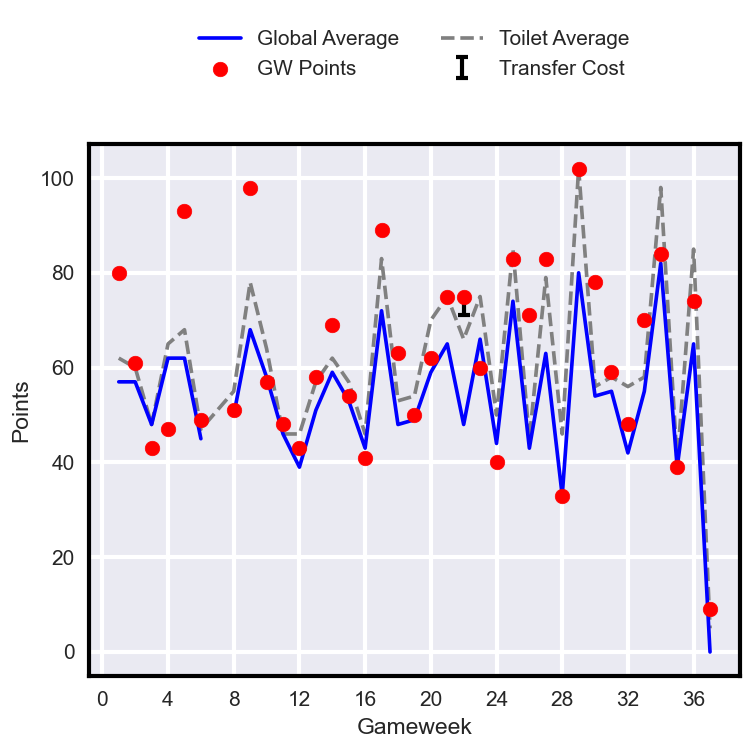 Global Average
Toilet Average
GW Points
Transfer Cost
100
80
60
40
20
0
Points
0 4 8 12 16 20 24 28 32 36
Gameweek